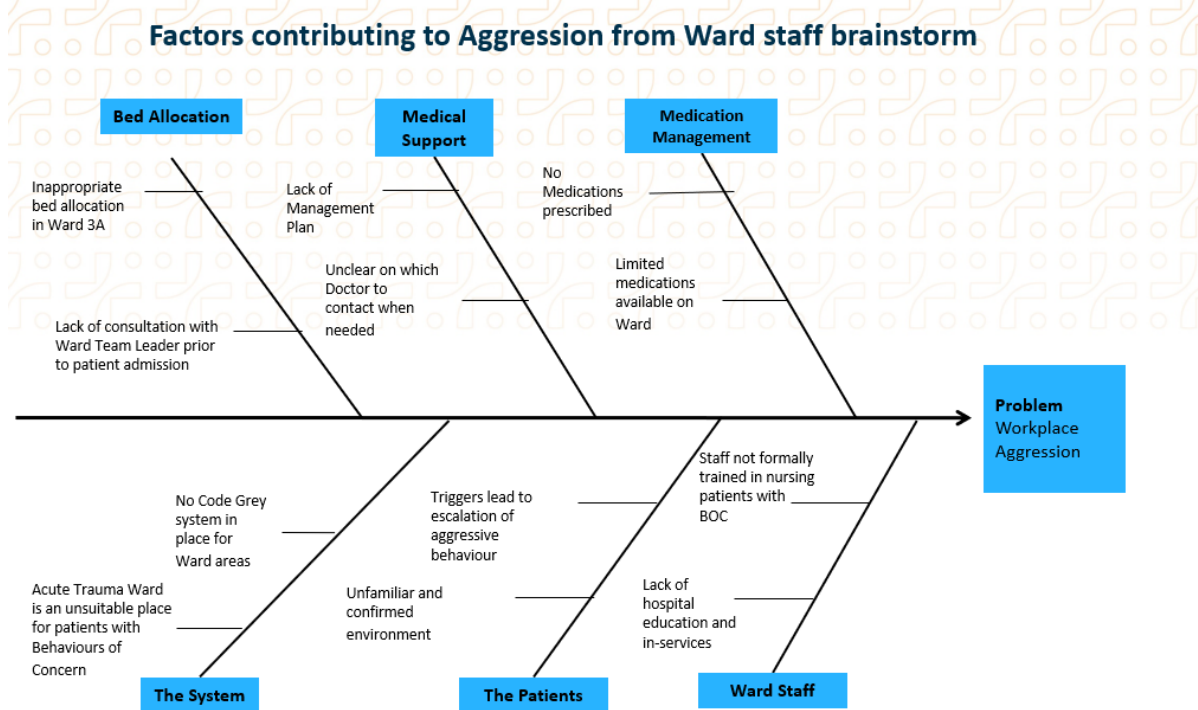 Factors contributing to Aggression from Ward staff brainstorm
Bed Allocation
Medical
Support
Medication
Management
Inappropriate
bed allocation
in Ward 3A
Lack of consultation with
Ward Team Leader prior
to patient admission
Lack of
Management
Plan
Unclear on which
Doctor to
contact when
needed
No
Medications
prescribed
Limited
medications
available on
Ward
Problem
Workplace
Aggression
No Code Grey
system in
place for
Ward areas
Acute Trauma Ward
is an unsuitable place
for patients with
Behaviours of
Concern
Triggers lead to
escalation of
aggressive
behaviour
Unfamiliar and
confirmed
environment
Staff not formally
trained in nursing
patients with
BOC
Lack of
hospital
education and
in-services
The System
The Patients
Ward Staff